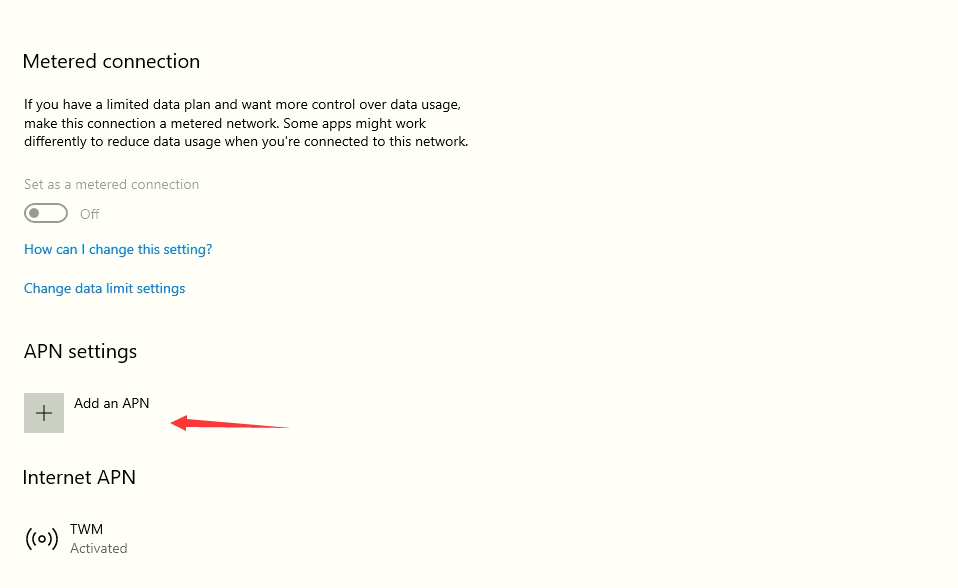 Metered connection
If you have a limited data plan and want more control over data usage,
make this connection a metered network. Some apps might work
differently to reduce data usage when you're connected to this network.
Set as a metered connection
Off
How can I change this setting?
Change data limit settings
APN settings
Add an APN
Internet APN
TWM
Activated